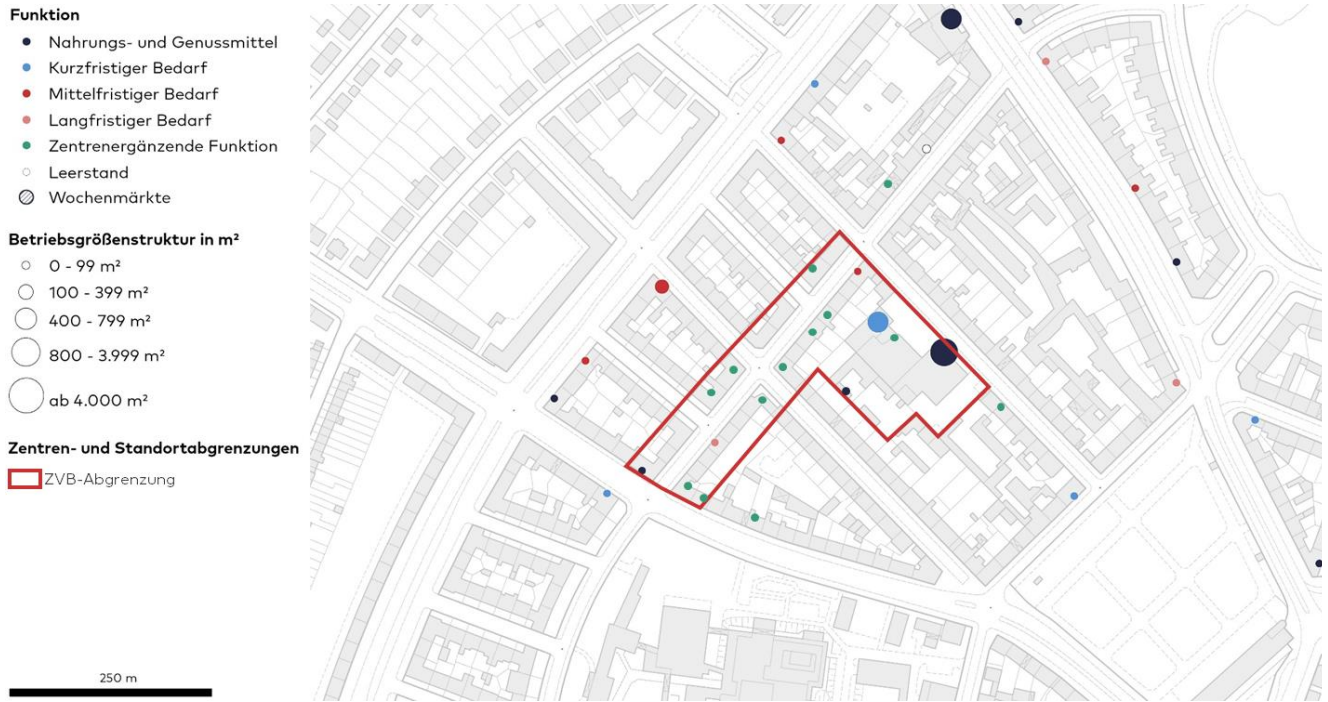 Funktion
Nahrungs- und Genussmittel
Kurzfristiger Bedarf
Mittelfristiger Bedarf
Langfristiger Bedarf
Zentrenergänzende Funktion
Leerstand
Wochenmärkte
Betriebsgrößenstruktur in m²
0 - 99 m²
100 - 399 m²
400 - 799 m²
800 - 3.999 m²
ab 4.000 m²
Zentren- und Standortabgrenzungen
ZVB-Abgrenzung
250 m